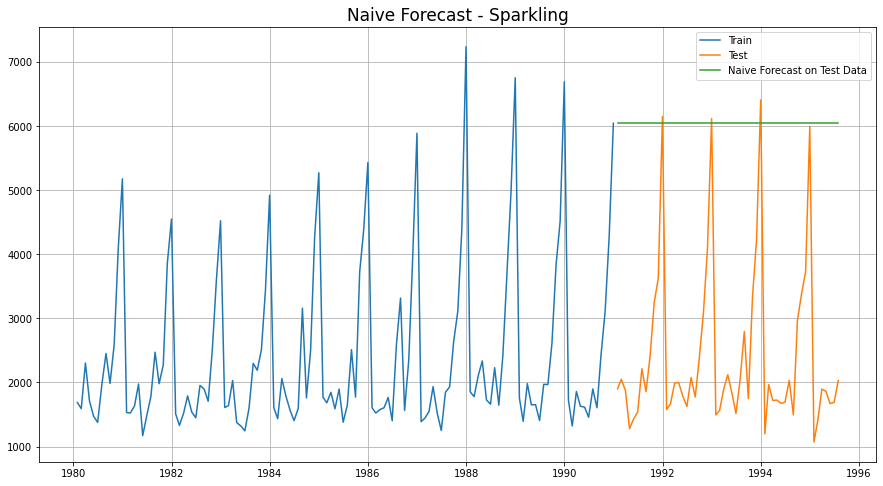 Naive Forecast - Sparkling
Train
Test
Naive Forecast on Test Data
7000
6000
5000
4000
3000
2000
1000
1980 1982 1984 1986 1988 1990 1992 1994 1996